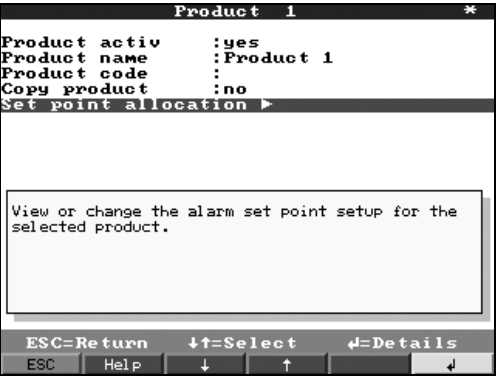 Product 1 *
Product activ :yes
Product name :Product 1
Product code :
Copy product :no
Set point allocation ►
View or change the alarm set point setup for the
selected product.
ESC=Return ↓↑=Select ↲=Details
ESC Help ↓ ↑ ↲